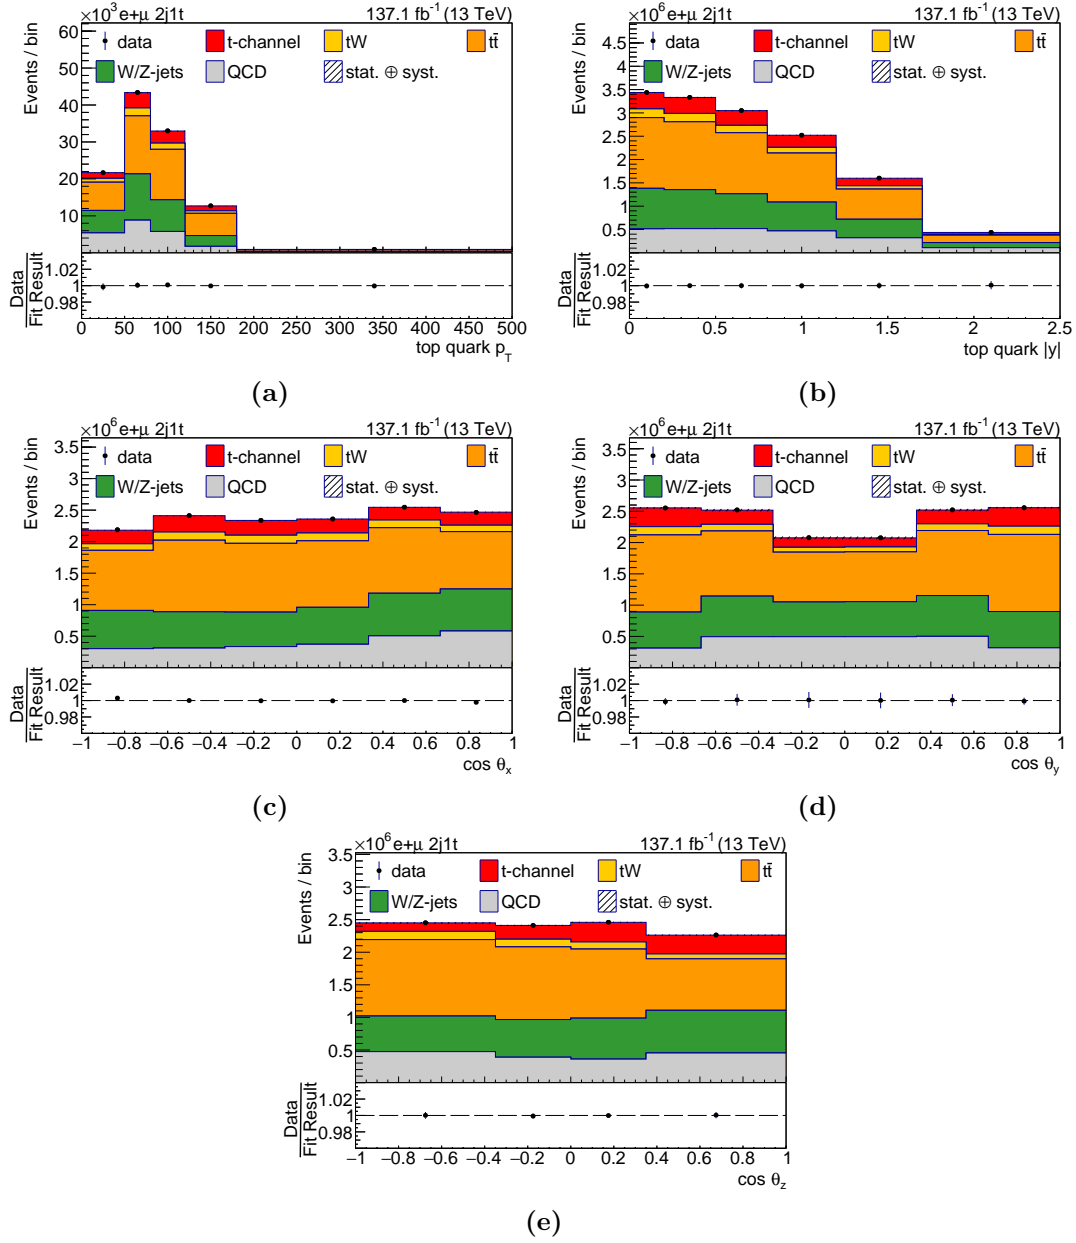 ×10³ e+μ 2j1t 137.1 fb⁻¹ (13 TeV)
Events / bin
60
50
40
30
20
10
data t-channel tW tt̄
W/Z-jets QCD stat. ⊕ syst.
Data
Fit Result
1.02
1
0.98
0 50 100 150 200 250 300 350 400 450 500
top quark p_T
(a)
×10⁶ e+μ 2j1t 137.1 fb⁻¹ (13 TeV)
Events / bin
4.5
4
3.5
3
2.5
2
1.5
1
0.5
data t-channel tW tt̄
W/Z-jets QCD stat. ⊕ syst.
Data
Fit Result
1.02
1
0.98
0 0.5 1 1.5 2 2.5
top quark |y|
(b)
×10⁶ e+μ 2j1t 137.1 fb⁻¹ (13 TeV)
Events / bin
3.5
3
2.5
2
1.5
1
0.5
data t-channel tW tt̄
W/Z-jets QCD stat. ⊕ syst.
Data
Fit Result
1.02
1
0.98
−1 −0.8 −0.6 −0.4 −0.2 0 0.2 0.4 0.6 0.8 1
cos θ_x
(c)
×10⁶ e+μ 2j1t 137.1 fb⁻¹ (13 TeV)
Events / bin
3.5
3
2.5
2
1.5
1
0.5
data t-channel tW tt̄
W/Z-jets QCD stat. ⊕ syst.
Data
Fit Result
1.02
1
0.98
−1 −0.8 −0.6 −0.4 −0.2 0 0.2 0.4 0.6 0.8 1
cos θ_y
(d)
×10⁶ e+μ 2j1t 137.1 fb⁻¹ (13 TeV)
Events / bin
3.5
3
2.5
2
1.5
1
0.5
data t-channel tW tt̄
W/Z-jets QCD stat. ⊕ syst.
Data
Fit Result
1.02
1
0.98
−1 −0.8 −0.6 −0.4 −0.2 0 0.2 0.4 0.6 0.8 1
cos θ_z
(e)